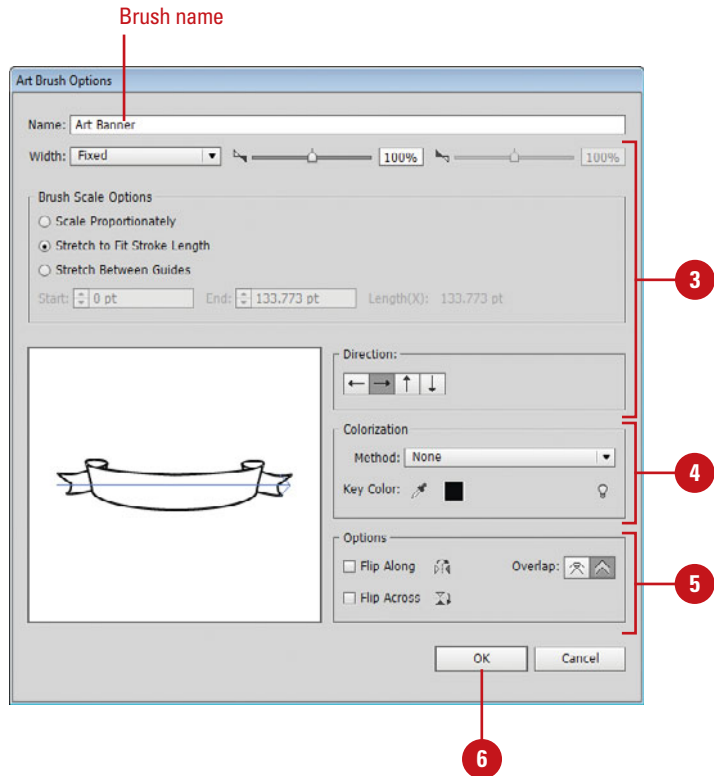 Brush name
Art Brush Options
Name: Art Banner
Width: Fixed 100% 100%
Brush Scale Options
Scale Proportionately
Stretch to Fit Stroke Length
Stretch Between Guides
Start: 0 pt End: 133.773 pt Length(X): 133.773 pt
3
Direction:
Colorization
Method: None
Key Color:
4
Options
Flip Along Overlap:
Flip Across
5
OK Cancel
6